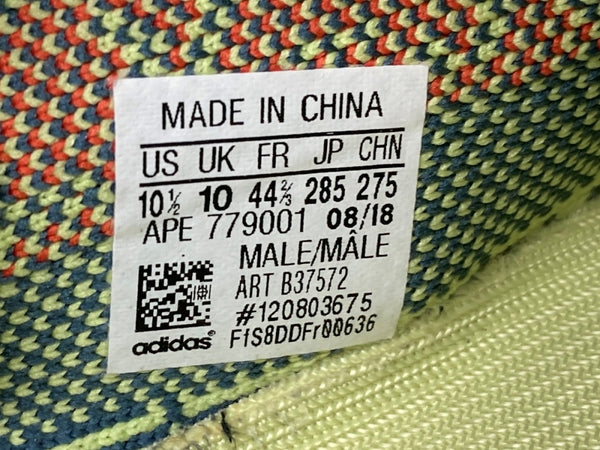 MADE IN CHINA
US UK FR JP CHN
10½ 10 44⅔ 285 275
APE 779001 08/18
MALE/MÂLE
ART B37572
#120803675
adidas® FfS8DDFr00636